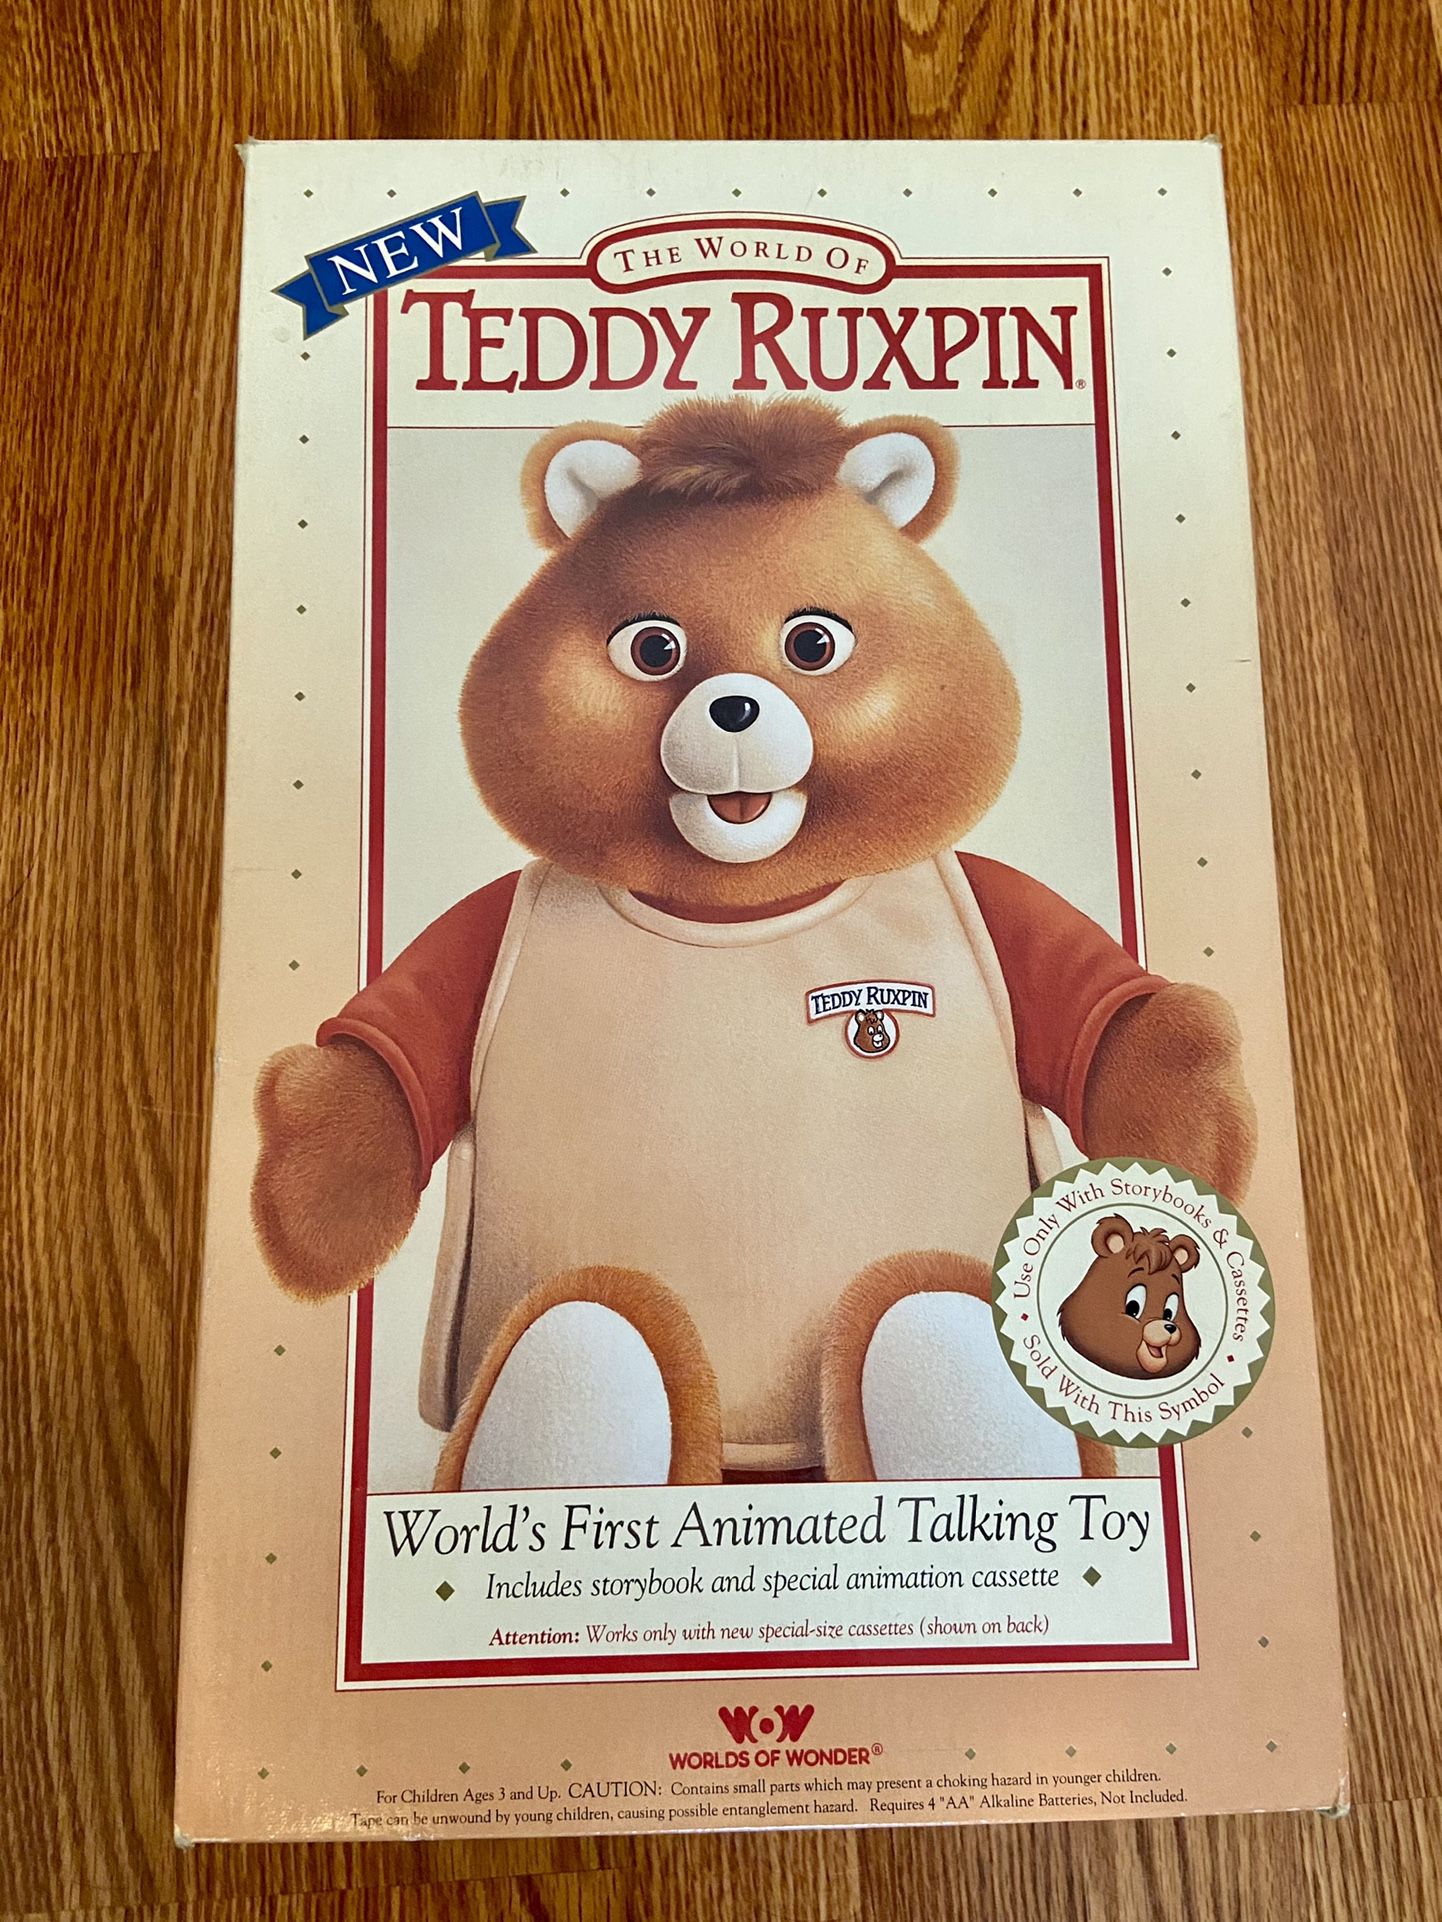 NEW
THE WORLD OF
TEDDY RUXPIN®
TEDDY RUXPIN
Use Only With Storybooks & Cassettes
Sold With This Symbol
World's First Animated Talking Toy
Includes storybook and special animation cassette
Attention: Works only with new special-size cassettes (shown on back)
WOW
WORLDS OF WONDER®
For Children Ages 3 and Up. CAUTION: Contains small parts which may present a choking hazard in younger children.
Tape can be unwound by young children, causing possible entanglement hazard. Requires 4 "AA" Alkaline Batteries, Not Included.